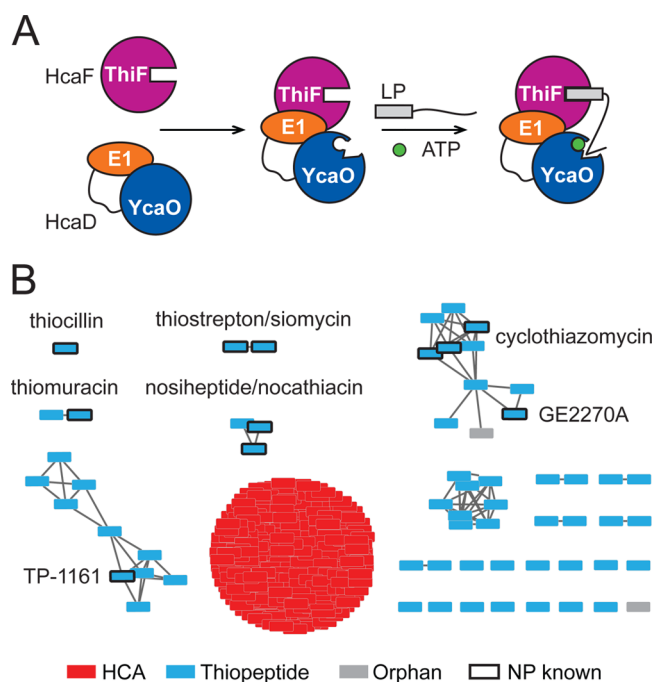 A
HcaF
ThiF
E1
YcaO
HcaD
ThiF
E1
YcaO
LP
ATP
ThiF
E1
YcaO
B
thiocillin
thiostrepton/siomycin
cyclothiazomycin
thiomuracin
nosiheptide/nocathiacin
GE2270A
TP-1161
HCA Thiopeptide Orphan NP known